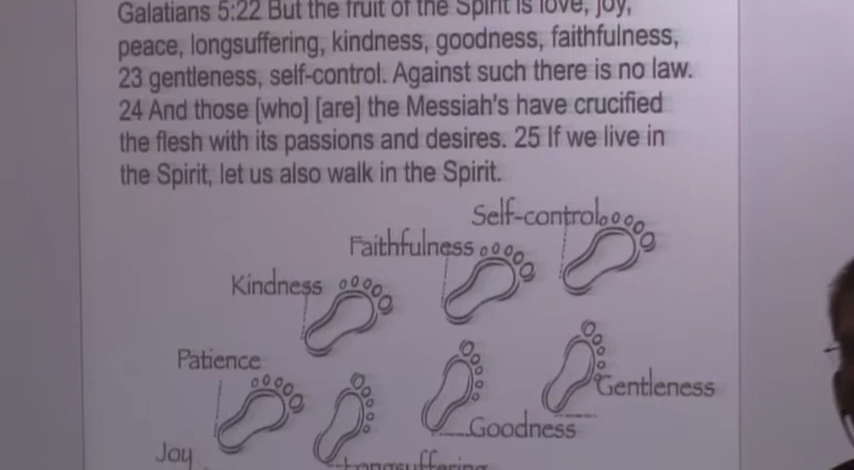 Galatians 5:22 But the fruit of the Spirit is love, joy,
peace, longsuffering, kindness, goodness, faithfulness,
23 gentleness, self-control. Against such there is no law.
24 And those [who] [are] the Messiah's have crucified
the flesh with its passions and desires. 25 If we live in
the Spirit, let us also walk in the Spirit.
Self-control
Faithfulness
Kindness
Patience
Gentleness
Goodness
Joy
Longsuffering